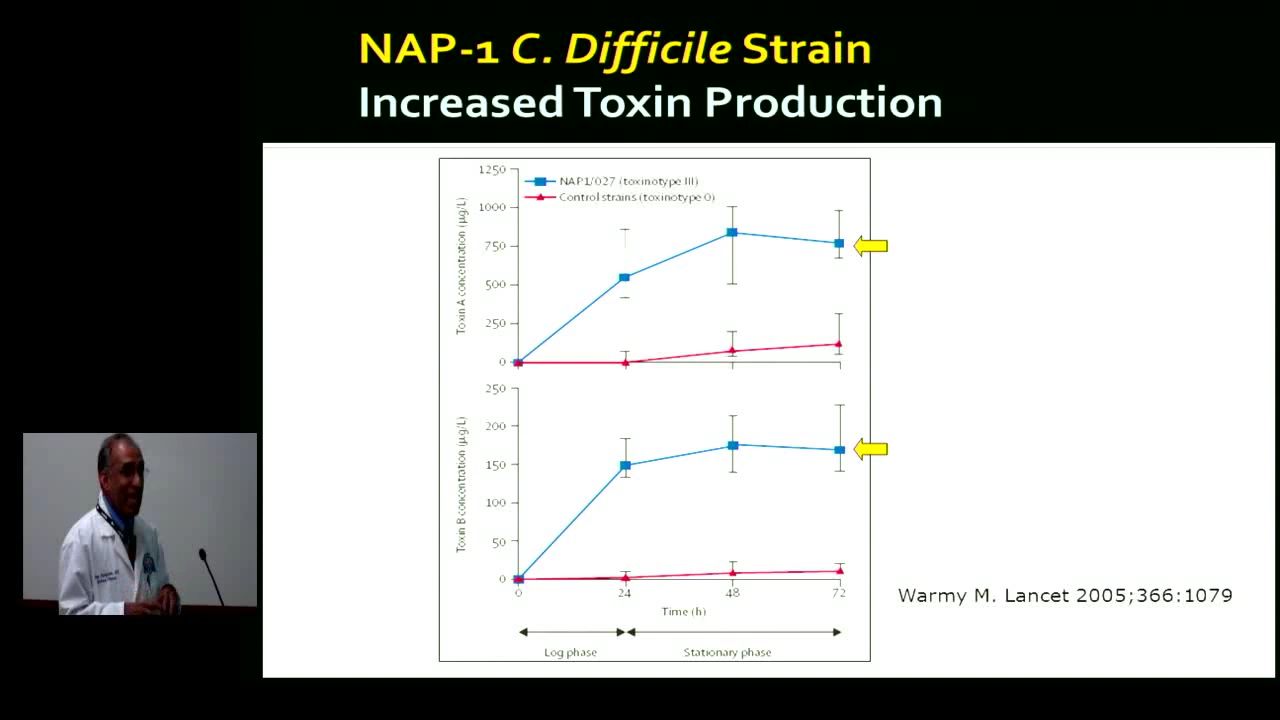 NAP-1 C. Difficile Strain
Increased Toxin Production
NAP1/027 (toxinotype III)
Control strains (toxinotype 0)
Toxin A concentration (µg/L)
1250
1000
750
500
250
0
Toxin B concentration (µg/L)
250
200
150
100
50
0
0 24 48 72
Time (h)
Log phase Stationary phase
Warmy M. Lancet 2005;366:1079